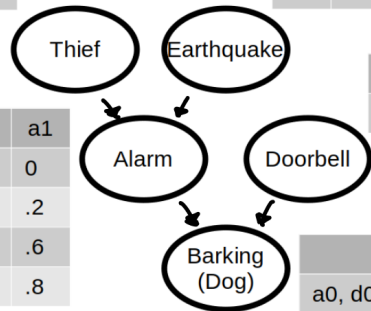 Thief
Earthquake
a1
0
.2
.6
.8
Alarm
Doorbell
Barking
(Dog)
a0, d0